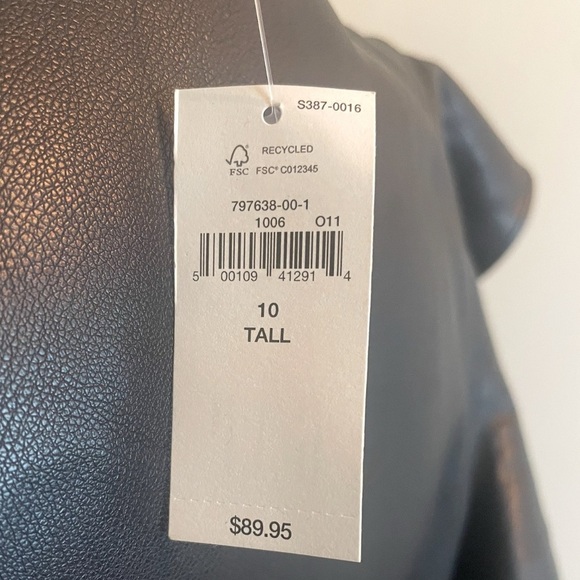 S387-0016
RECYCLED
FSC FSC® C012345
797638-00-1
1006 O11
5 00109 41291 4
10
TALL
$89.95